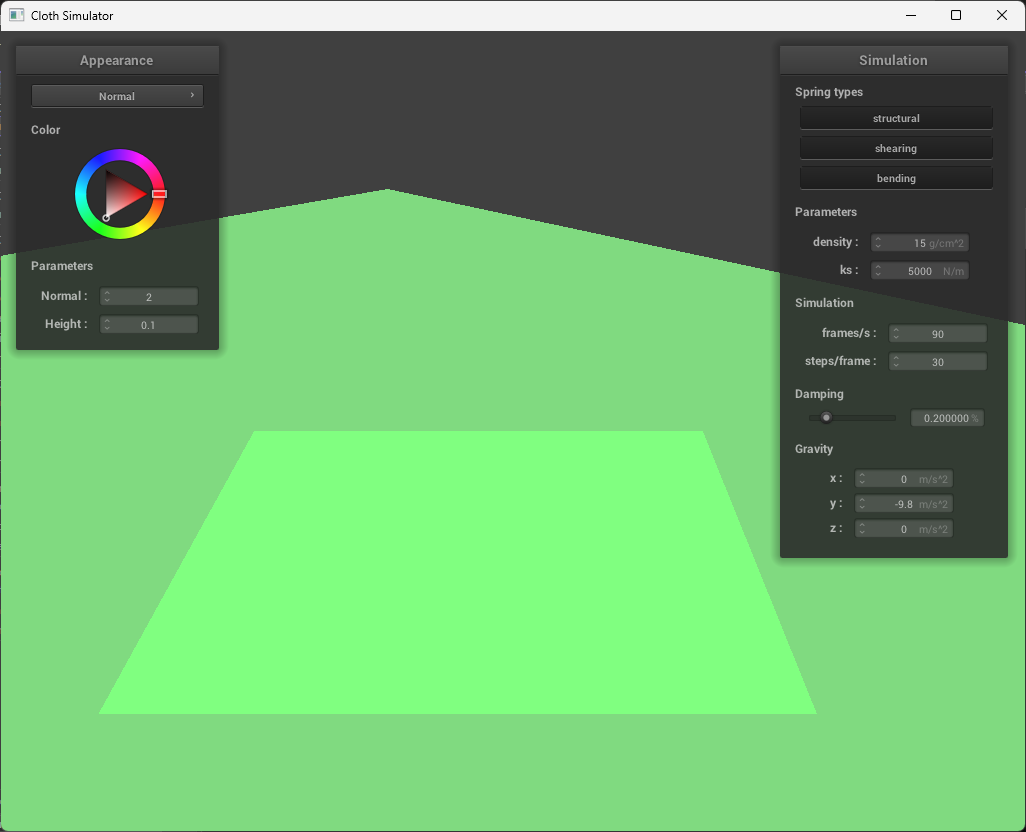 Cloth Simulator
Appearance
Normal
Color
Parameters
Normal : 2
Height : 0.1
Simulation
Spring types
structural
shearing
bending
Parameters
density : 15 g/cm^2
ks : 5000 N/m
Simulation
frames/s : 90
steps/frame : 30
Damping
0.200000 %
Gravity
x : 0 m/s^2
y : -9.8 m/s^2
z : 0 m/s^2